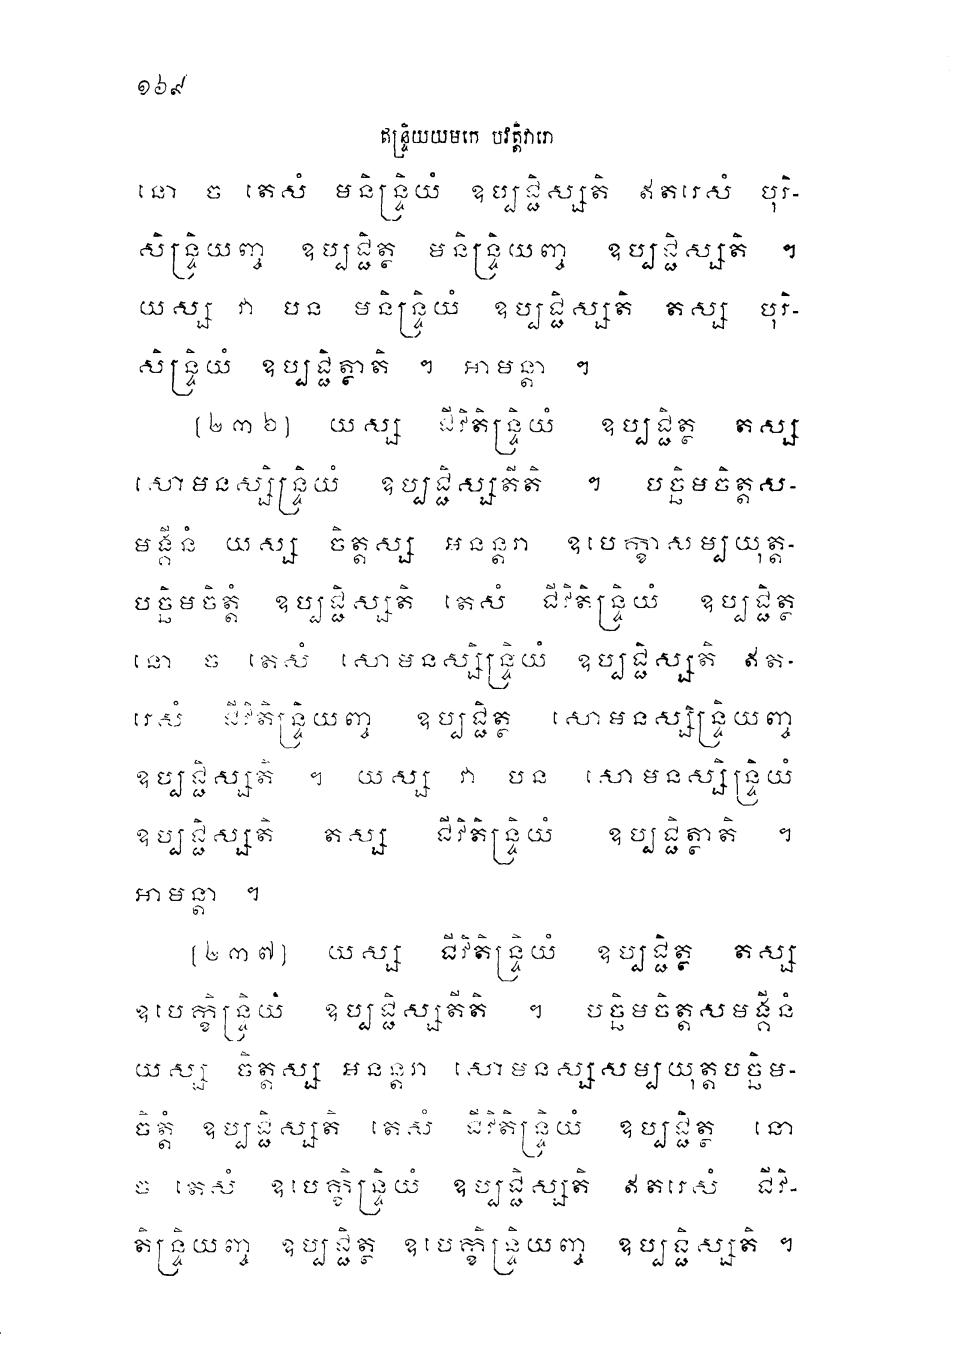 ១៦៩
ឥន្ទ្រិយយមកេ បវត្តិវារោ
នោ ច តេសំ មនិន្ទ្រិយំ ឧប្បជ្ជិស្សតិ ឥតរេសំ បុរិ-
សិន្ទ្រិយញ្ច ឧប្បជ្ជិត្ថ មនិន្ទ្រិយញ្ច ឧប្បជ្ជិស្សតិ ។
យស្ស វា បន មនិន្ទ្រិយំ ឧប្បជ្ជិស្សតិ តស្ស បុរិ-
សិន្ទ្រិយំ ឧប្បជ្ជិត្ថាតិ ។ អាមន្តា ។
(២៣៦) យស្ស ជីវិតិន្ទ្រិយំ ឧប្បជ្ជិត្ថ តស្ស
សោមនស្សិន្ទ្រិយំ ឧប្បជ្ជិស្សតីតិ ។ បច្ឆិមចិត្តស-
មង្គីនំ យស្ស ចិត្តស្ស អនន្តរា ឧបេក្ខាសម្បយុត្ត-
បច្ឆិមចិត្តំ ឧប្បជ្ជិស្សតិ តេសំ ជីវិតិន្ទ្រិយំ ឧប្បជ្ជិត្ថ
នោ ច តេសំ សោមនស្សិន្ទ្រិយំ ឧប្បជ្ជិស្សតិ ឥត-
រេសំ ជីវិតិន្ទ្រិយញ្ច ឧប្បជ្ជិត្ថ សោមនស្សិន្ទ្រិយញ្ច
ឧប្បជ្ជិស្សតិ ។ យស្ស វា បន សោមនស្សិន្ទ្រិយំ
ឧប្បជ្ជិស្សតិ តស្ស ជីវិតិន្ទ្រិយំ ឧប្បជ្ជិត្ថាតិ ។
អាមន្តា ។
(២៣៧) យស្ស ជីវិតិន្ទ្រិយំ ឧប្បជ្ជិត្ថ តស្ស
ឧបេក្ខិន្ទ្រិយំ ឧប្បជ្ជិស្សតីតិ ។ បច្ឆិមចិត្តសមង្គីនំ
យស្ស ចិត្តស្ស អនន្តរា សោមនស្សសម្បយុត្តបច្ឆិម-
ចិត្តំ ឧប្បជ្ជិស្សតិ តេសំ ជីវិតិន្ទ្រិយំ ឧប្បជ្ជិត្ថ នោ
ច តេសំ ឧបេក្ខិន្ទ្រិយំ ឧប្បជ្ជិស្សតិ ឥតរេសំ ជីវិ-
តិន្ទ្រិយញ្ច ឧប្បជ្ជិត្ថ ឧបេក្ខិន្ទ្រិយញ្ច ឧប្បជ្ជិស្សតិ ។